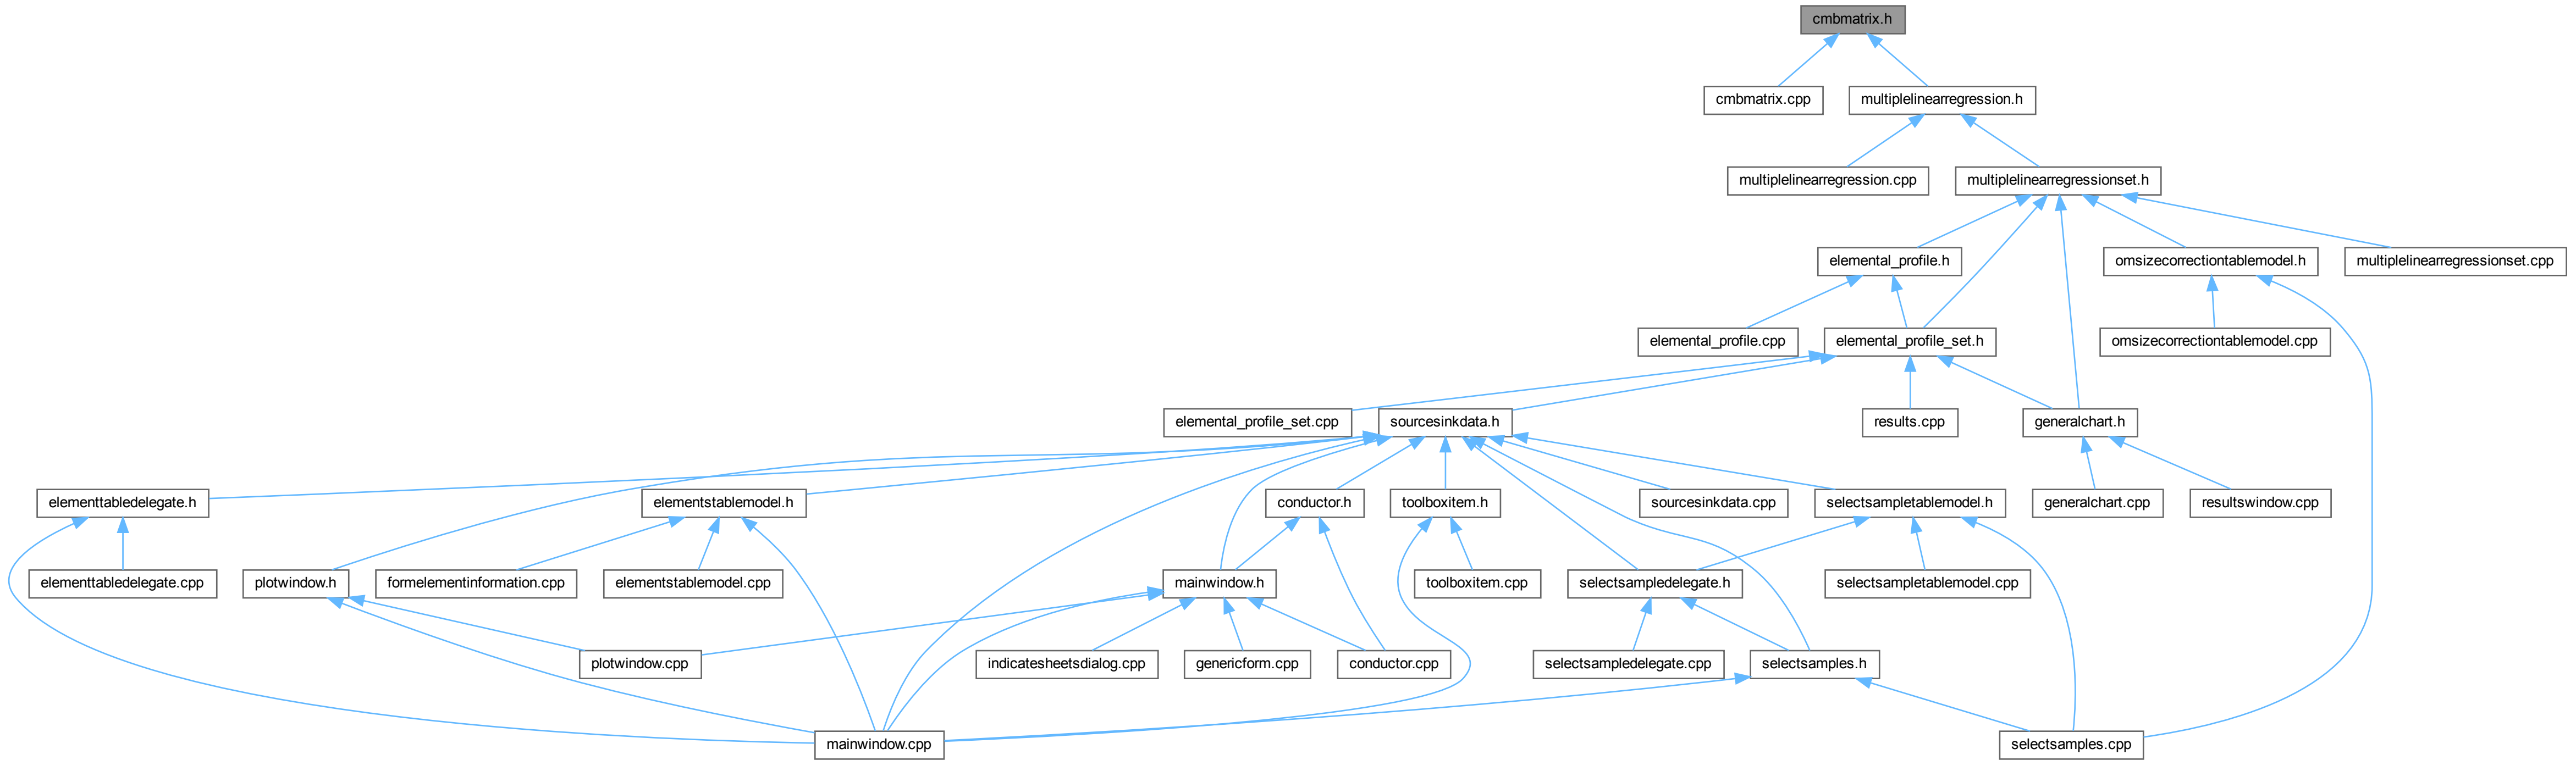 cmbmatrix.h
cmbmatrix.cpp
multiplelinearregression.h
multiplelinearregression.cpp
multiplelinearregressionset.h
elemental_profile.h
omsizecorrectiontablemodel.h
multiplelinearregressionset.cpp
elemental_profile.cpp
elemental_profile_set.h
omsizecorrectiontablemodel.cpp
elemental_profile_set.cpp
sourcesinkdata.h
results.cpp
generalchart.h
elementtabledelegate.h
elementstablemodel.h
conductor.h
toolboxitem.h
sourcesinkdata.cpp
selectsampletablemodel.h
generalchart.cpp
resultswindow.cpp
elementtabledelegate.cpp
plotwindow.h
formelementinformation.cpp
elementstablemodel.cpp
mainwindow.h
toolboxitem.cpp
selectsampledelegate.h
selectsampletablemodel.cpp
plotwindow.cpp
indicatesheetsdialog.cpp
genericform.cpp
conductor.cpp
selectsampledelegate.cpp
selectsamples.h
mainwindow.cpp
selectsamples.cpp